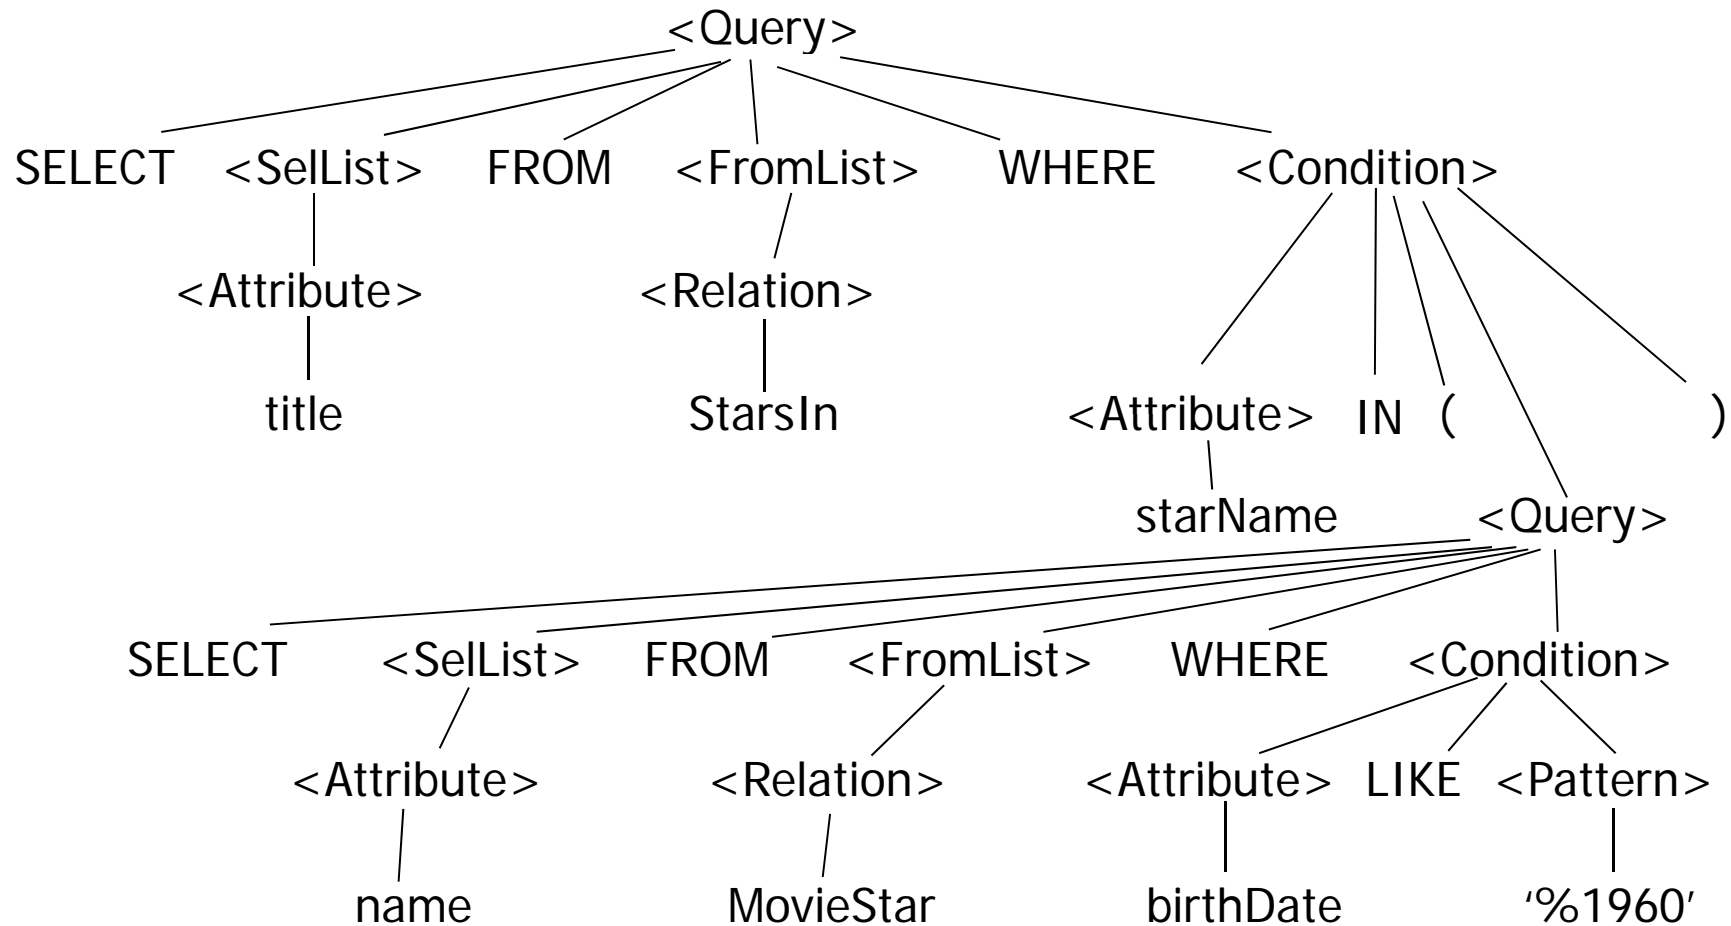 <Query>
SELECT <SelList> FROM <FromList> WHERE <Condition>
<Attribute> <Relation>
title StarsIn <Attribute> IN ( )
starName <Query>
SELECT <SelList> FROM <FromList> WHERE <Condition>
<Attribute> <Relation> <Attribute> LIKE <Pattern>
name MovieStar birthDate ‘%1960’